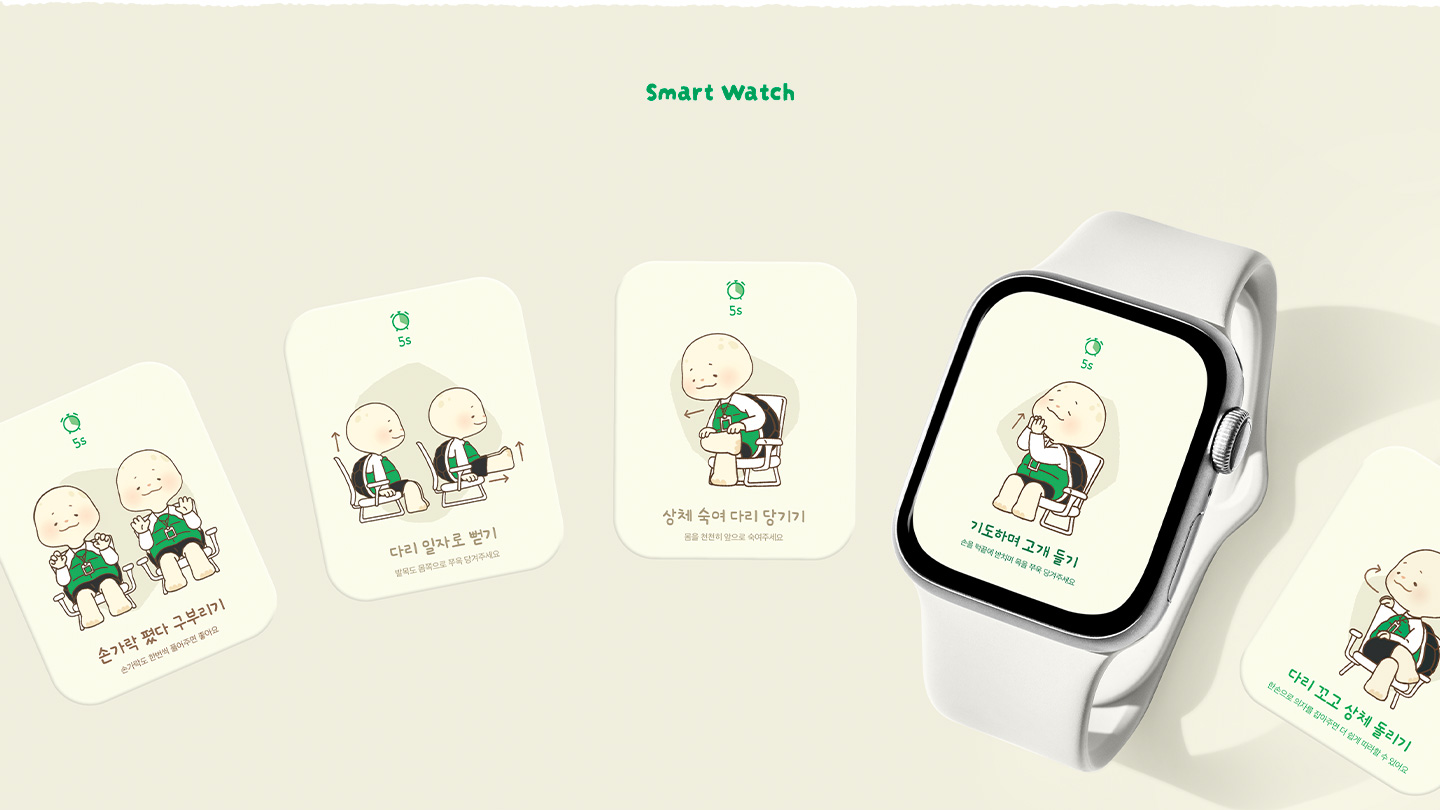 Smart Watch
5s
손가락 폈다 구부리기
손가락도 한번씩 풀어주면 좋아요
5s
다리 일자로 뻗기
발목도 몸쪽으로 쭈욱 당겨주세요
5s
상체 숙여 다리 당기기
몸을 천천히 앞으로 숙여주세요
5s
기도하며 고개 들기
손을 턱끝에 받치며 목을 쭈욱 당겨주세요
다리 꼬고 상체 돌리기
한손으로 의자를 잡아주면 더 쉽게 따라할 수 있어요